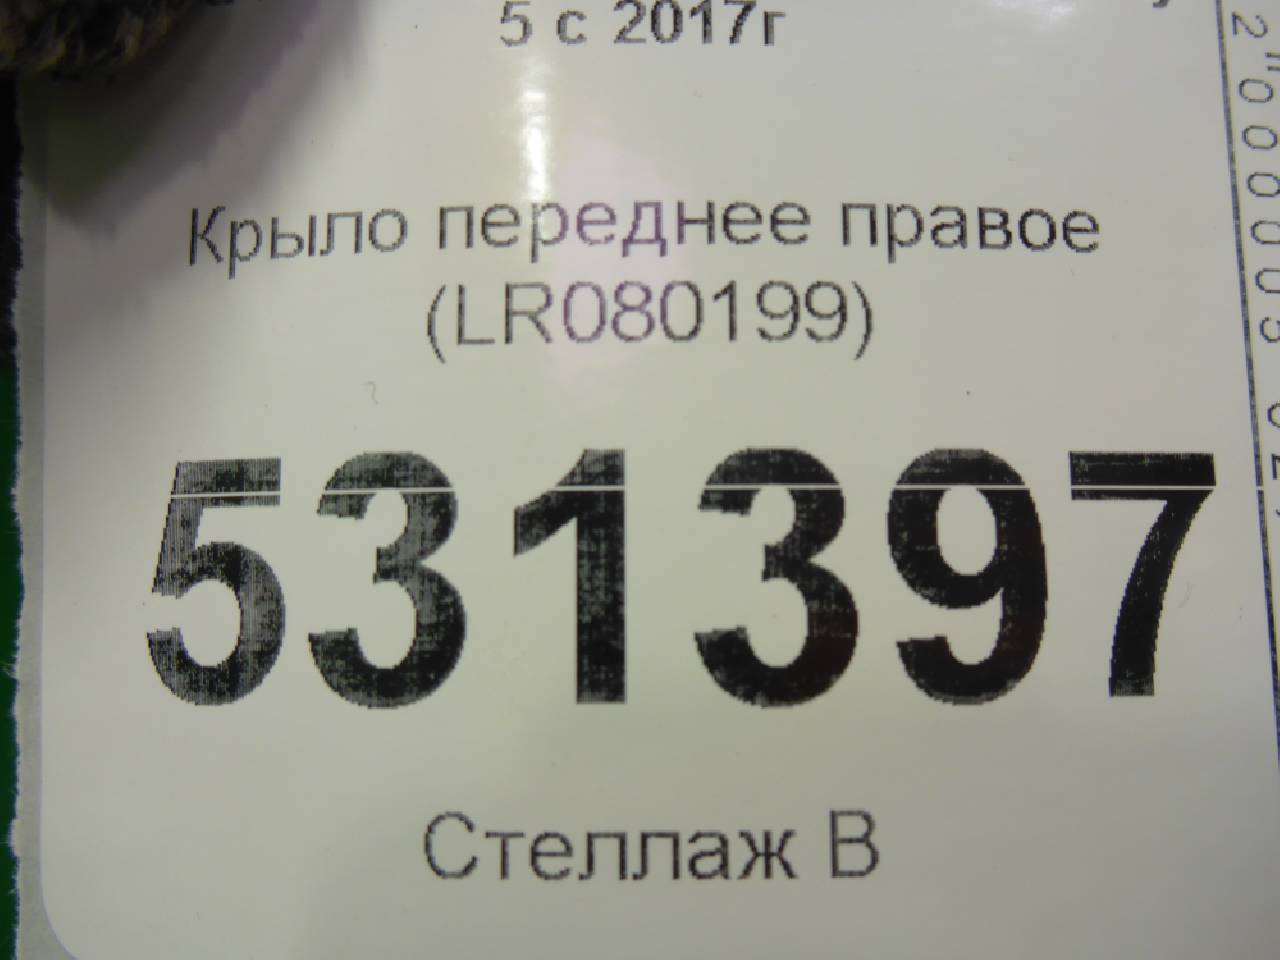 5 с 2017г
Крыло переднее правое
(LR080199)
531397
Стеллаж В